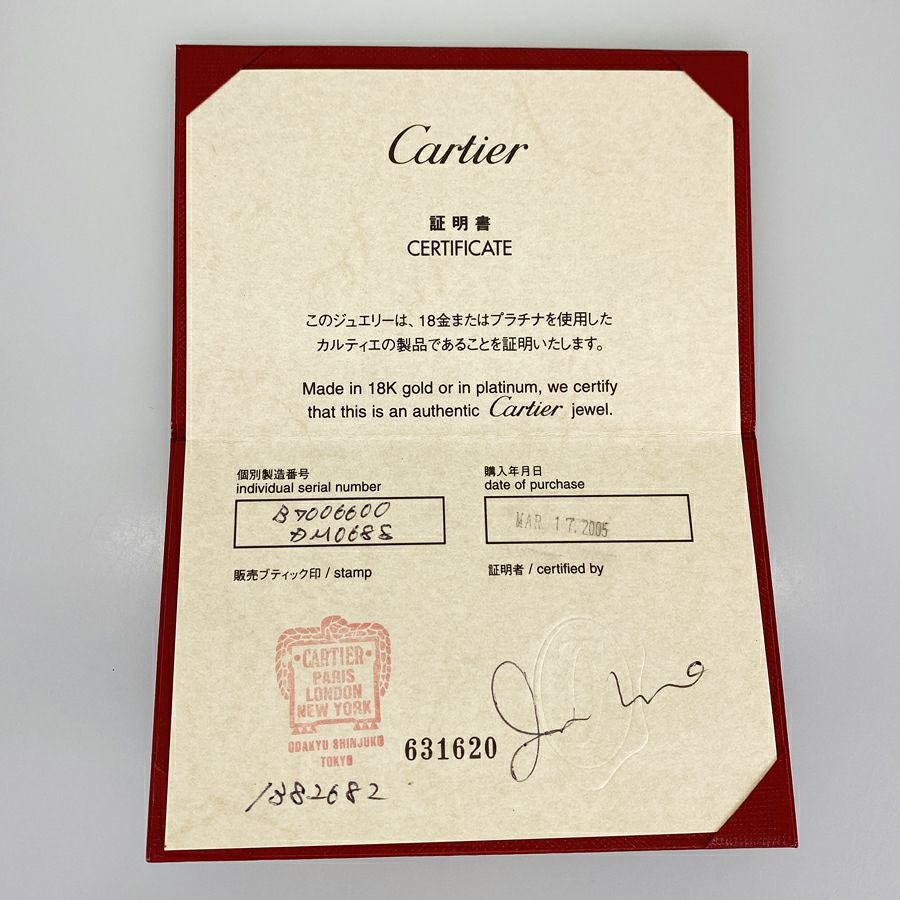 Cartier
証明書
CERTIFICATE
このジュエリーは、18金またはプラチナを使用した
カルティエの製品であることを証明いたします。
Made in 18K gold or in platinum, we certify
that this is an authentic Cartier jewel.
個別製造番号
individual serial number
B7006600
DM0688
購入年月日
date of purchase
MAR 17.2005
販売ブティック印 / stamp
証明者 / certified by
•CARTIER•
PARIS
LONDON
NEW YORK
ODAKYU SHINJUKU
TOKYO
631620
1382682